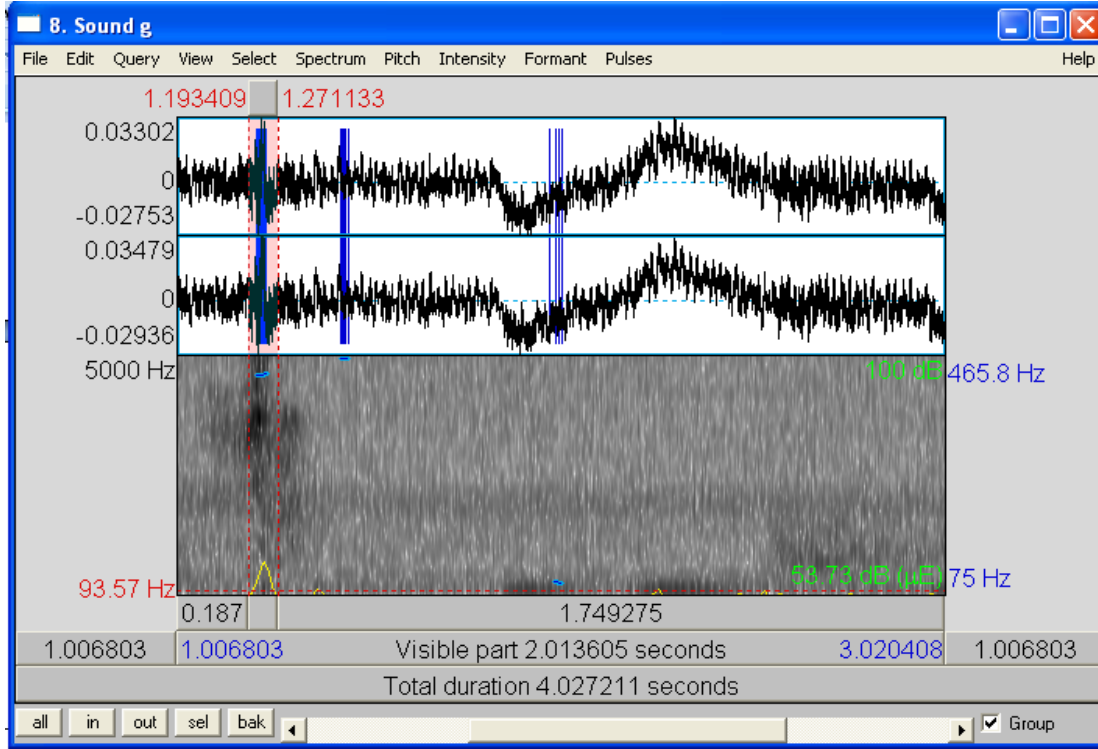 8. Sound g
File Edit Query View Select Spectrum Pitch Intensity Formant Pulses Help
1.193409 1.271133
0.03302
0
-0.02753
0.03479
0
-0.02936
5000 Hz 100 dB 465.8 Hz
93.57 Hz 53.73 dB (µE) 75 Hz
0.187 1.749275
1.006803 1.006803 Visible part 2.013605 seconds 3.020408 1.006803
Total duration 4.027211 seconds
all in out sel bak Group